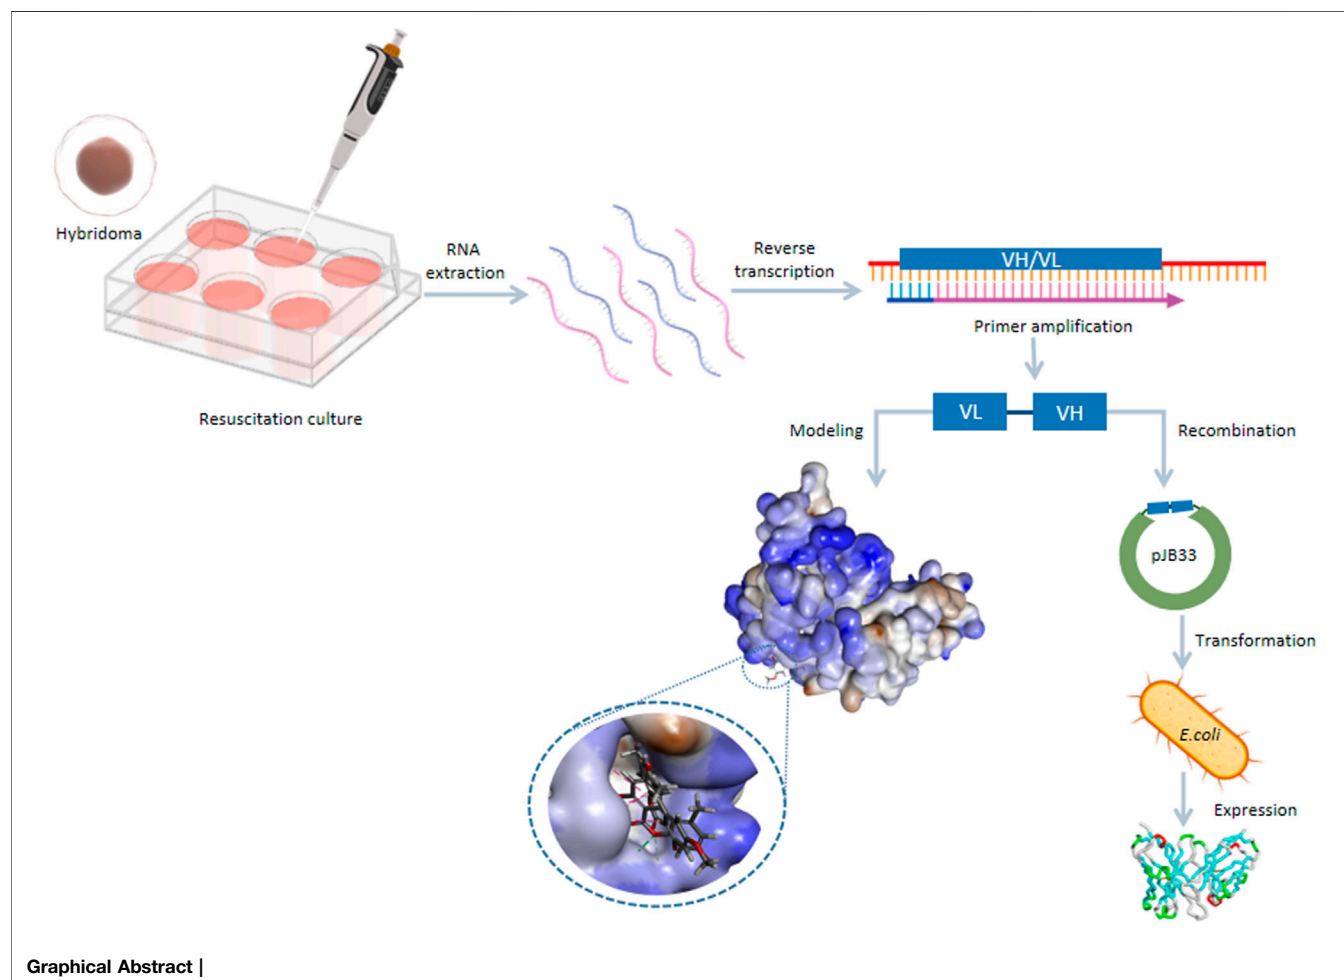 Hybridoma
Resuscitation culture
RNA
extraction
Reverse
transcription
VH/VL
Primer amplification
VL
VH
Modeling
Recombination
pJB33
Transformation
E.coli
Expression
Graphical Abstract |